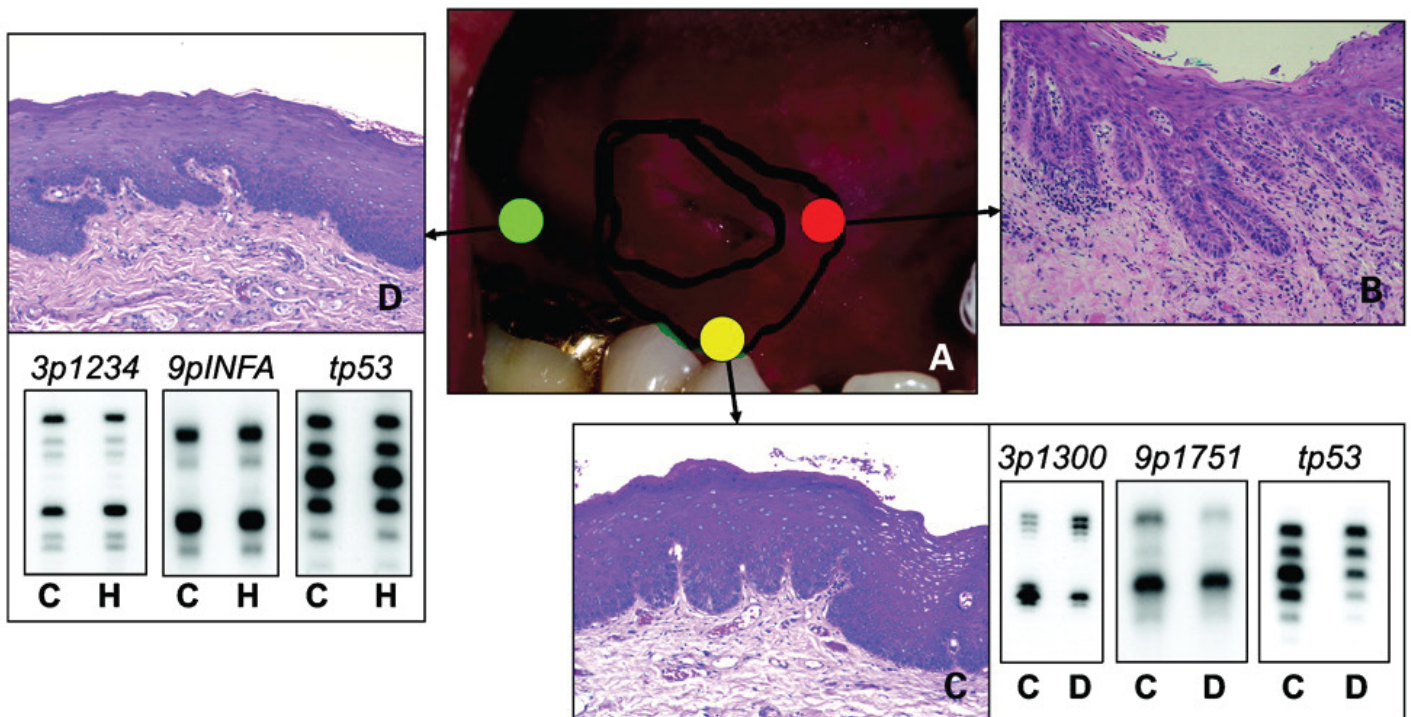 D
A
B
3p1234 9pINFA tp53
C H C H C H
C
3p1300 9p1751 tp53
C D C D C D